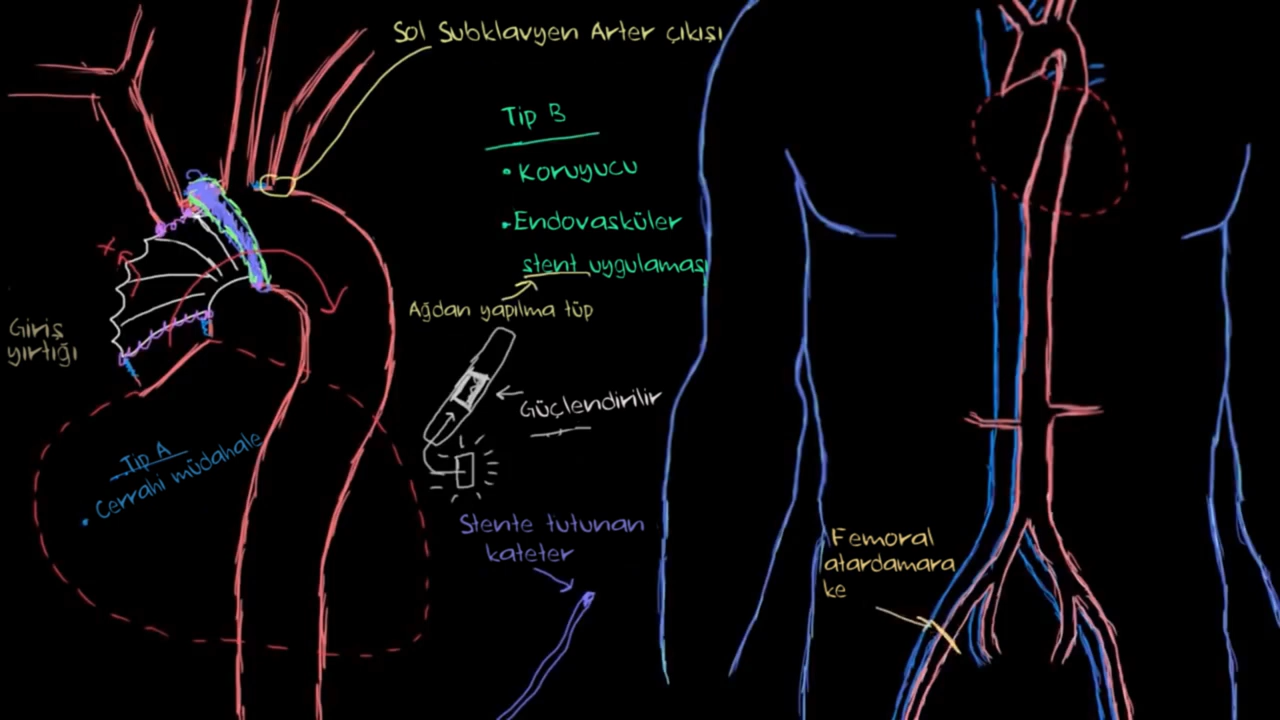 Sol Subklavyen Arter çıkışı
Tip B
• Koruyucu
• Endovasküler
stent uygulaması
Ağdan yapılma tüp
Giriş
yırtığı
Güçlendirilir
Tip A
• Cerrahi müdahale
Stente tutunan
kateter
Femoral
atardamara
ke